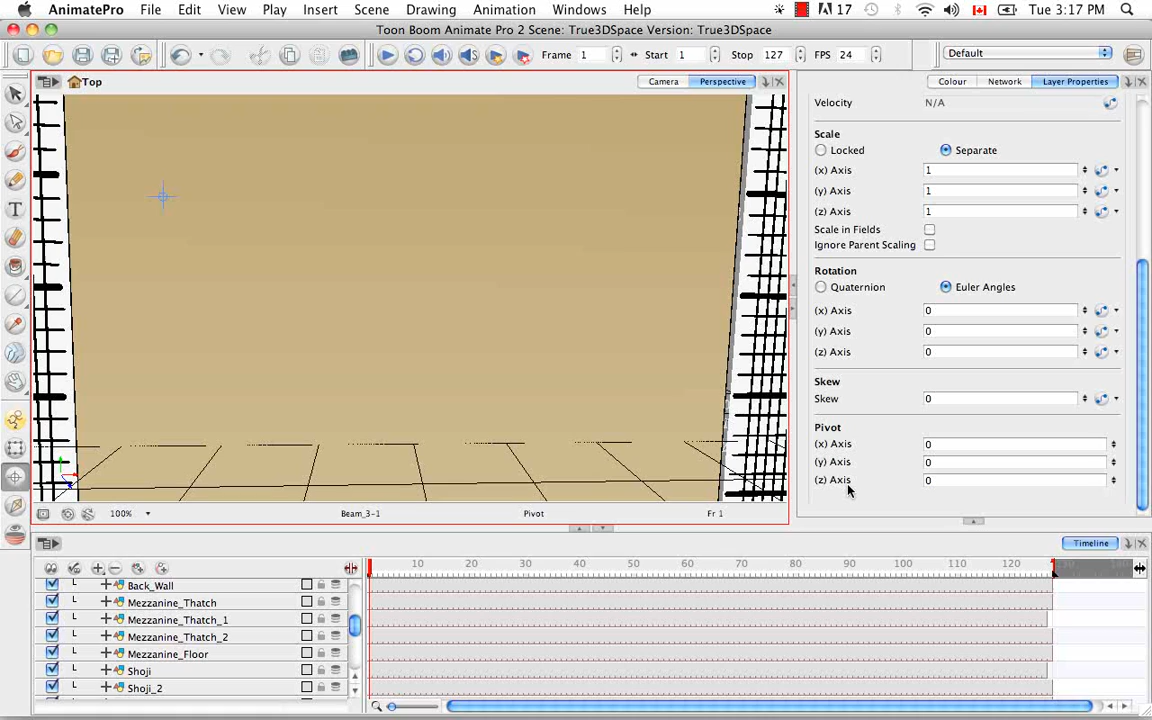 AnimatePro File Edit View Play Insert Scene Drawing Animation Windows Help 17 Tue 3:17 PM
Toon Boom Animate Pro 2 Scene: True3DSpace Version: True3DSpace
Frame 1 Start 1 Stop 127 FPS 24 Default
Top Camera Perspective Colour Network Layer Properties
Velocity N/A
Scale
Locked Separate
(x) Axis 1
(y) Axis 1
(z) Axis 1
Scale in Fields
Ignore Parent Scaling
Rotation
Quaternion Euler Angles
(x) Axis 0
(y) Axis 0
(z) Axis 0
Skew
Skew 0
Pivot
(x) Axis 0
(y) Axis 0
(z) Axis 0
100% Beam_3-1 Pivot Fr 1
Timeline
10 20 30 40 50 60 70 80 90 100 110 120
Back_Wall
Mezzanine_Thatch
Mezzanine_Thatch_1
Mezzanine_Thatch_2
Mezzanine_Floor
Shoji
Shoji_2